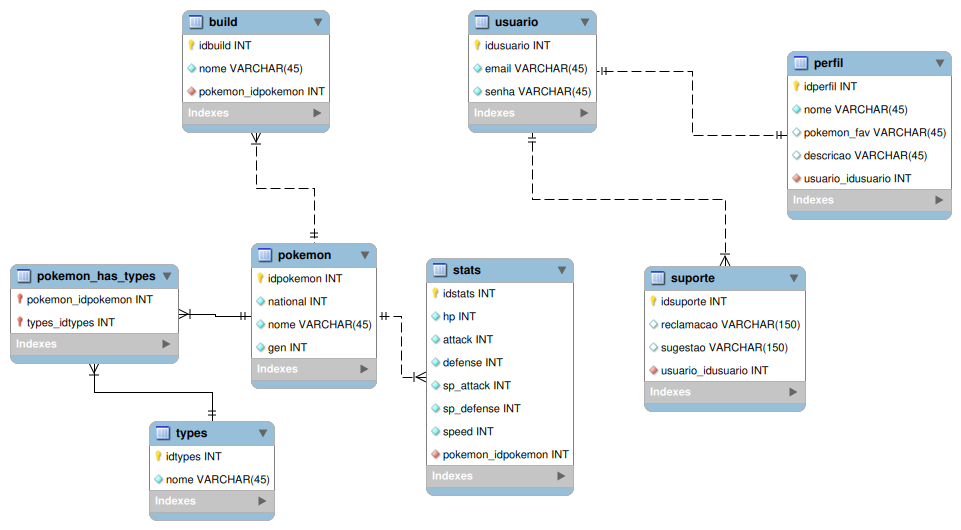 build
idbuild INT
nome VARCHAR(45)
pokemon_idpokemon INT
Indexes
usuario
idusuario INT
email VARCHAR(45)
senha VARCHAR(45)
Indexes
perfil
idperfil INT
nome VARCHAR(45)
pokemon_fav VARCHAR(45)
descricao VARCHAR(45)
usuario_idusuario INT
Indexes
pokemon_has_types
pokemon_idpokemon INT
types_idtypes INT
Indexes
pokemon
idpokemon INT
national INT
nome VARCHAR(45)
gen INT
Indexes
stats
idstats INT
hp INT
attack INT
defense INT
sp_attack INT
sp_defense INT
speed INT
pokemon_idpokemon INT
Indexes
suporte
idsuporte INT
reclamacao VARCHAR(150)
sugestao VARCHAR(150)
usuario_idusuario INT
Indexes
types
idtypes INT
nome VARCHAR(45)
Indexes